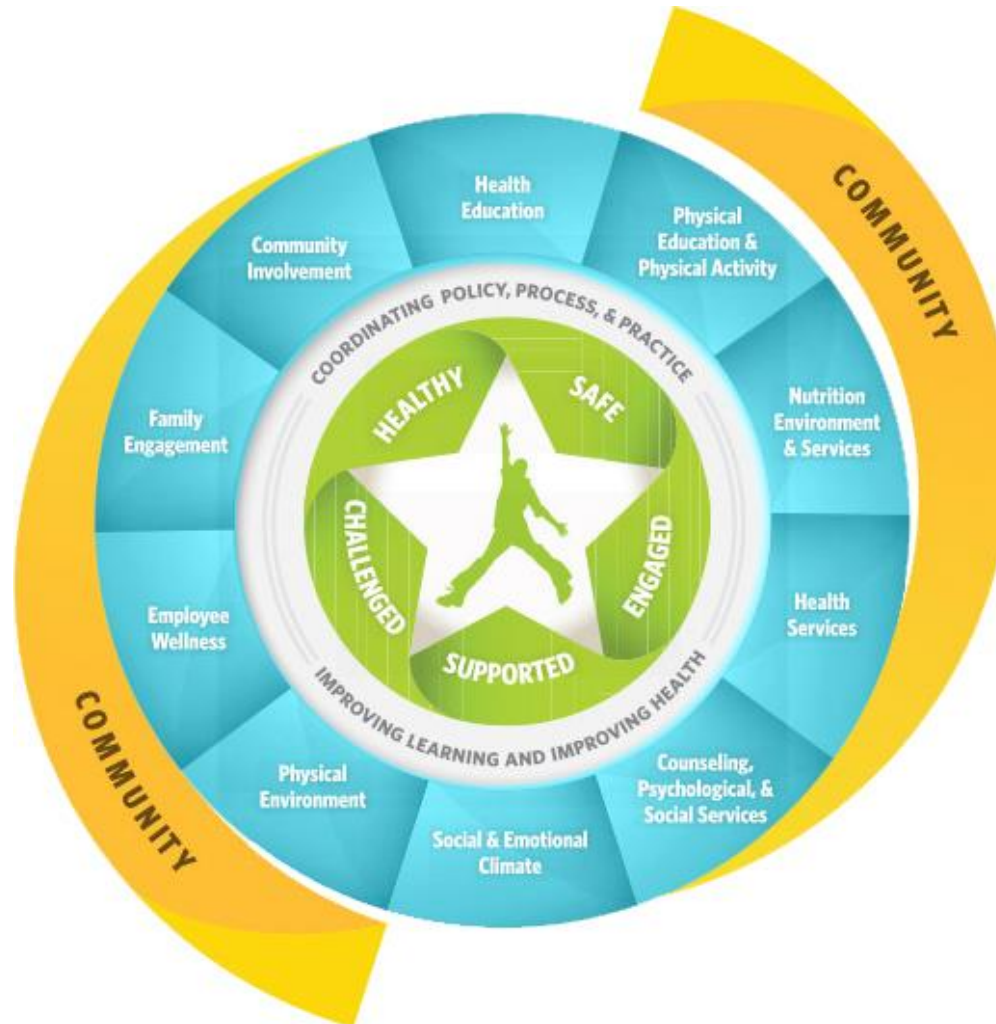 COMMUNITY
Health
Education
Physical
Education &
Physical Activity
Nutrition
Environment
& Services
Health
Services
Counseling,
Psychological, &
Social Services
Social & Emotional
Climate
Physical
Environment
Employee
Wellness
Family
Engagement
Community
Involvement
COORDINATING POLICY, PROCESS, & PRACTICE
IMPROVING LEARNING AND IMPROVING HEALTH
HEALTHY
SAFE
ENGAGED
SUPPORTED
CHALLENGED
COMMUNITY